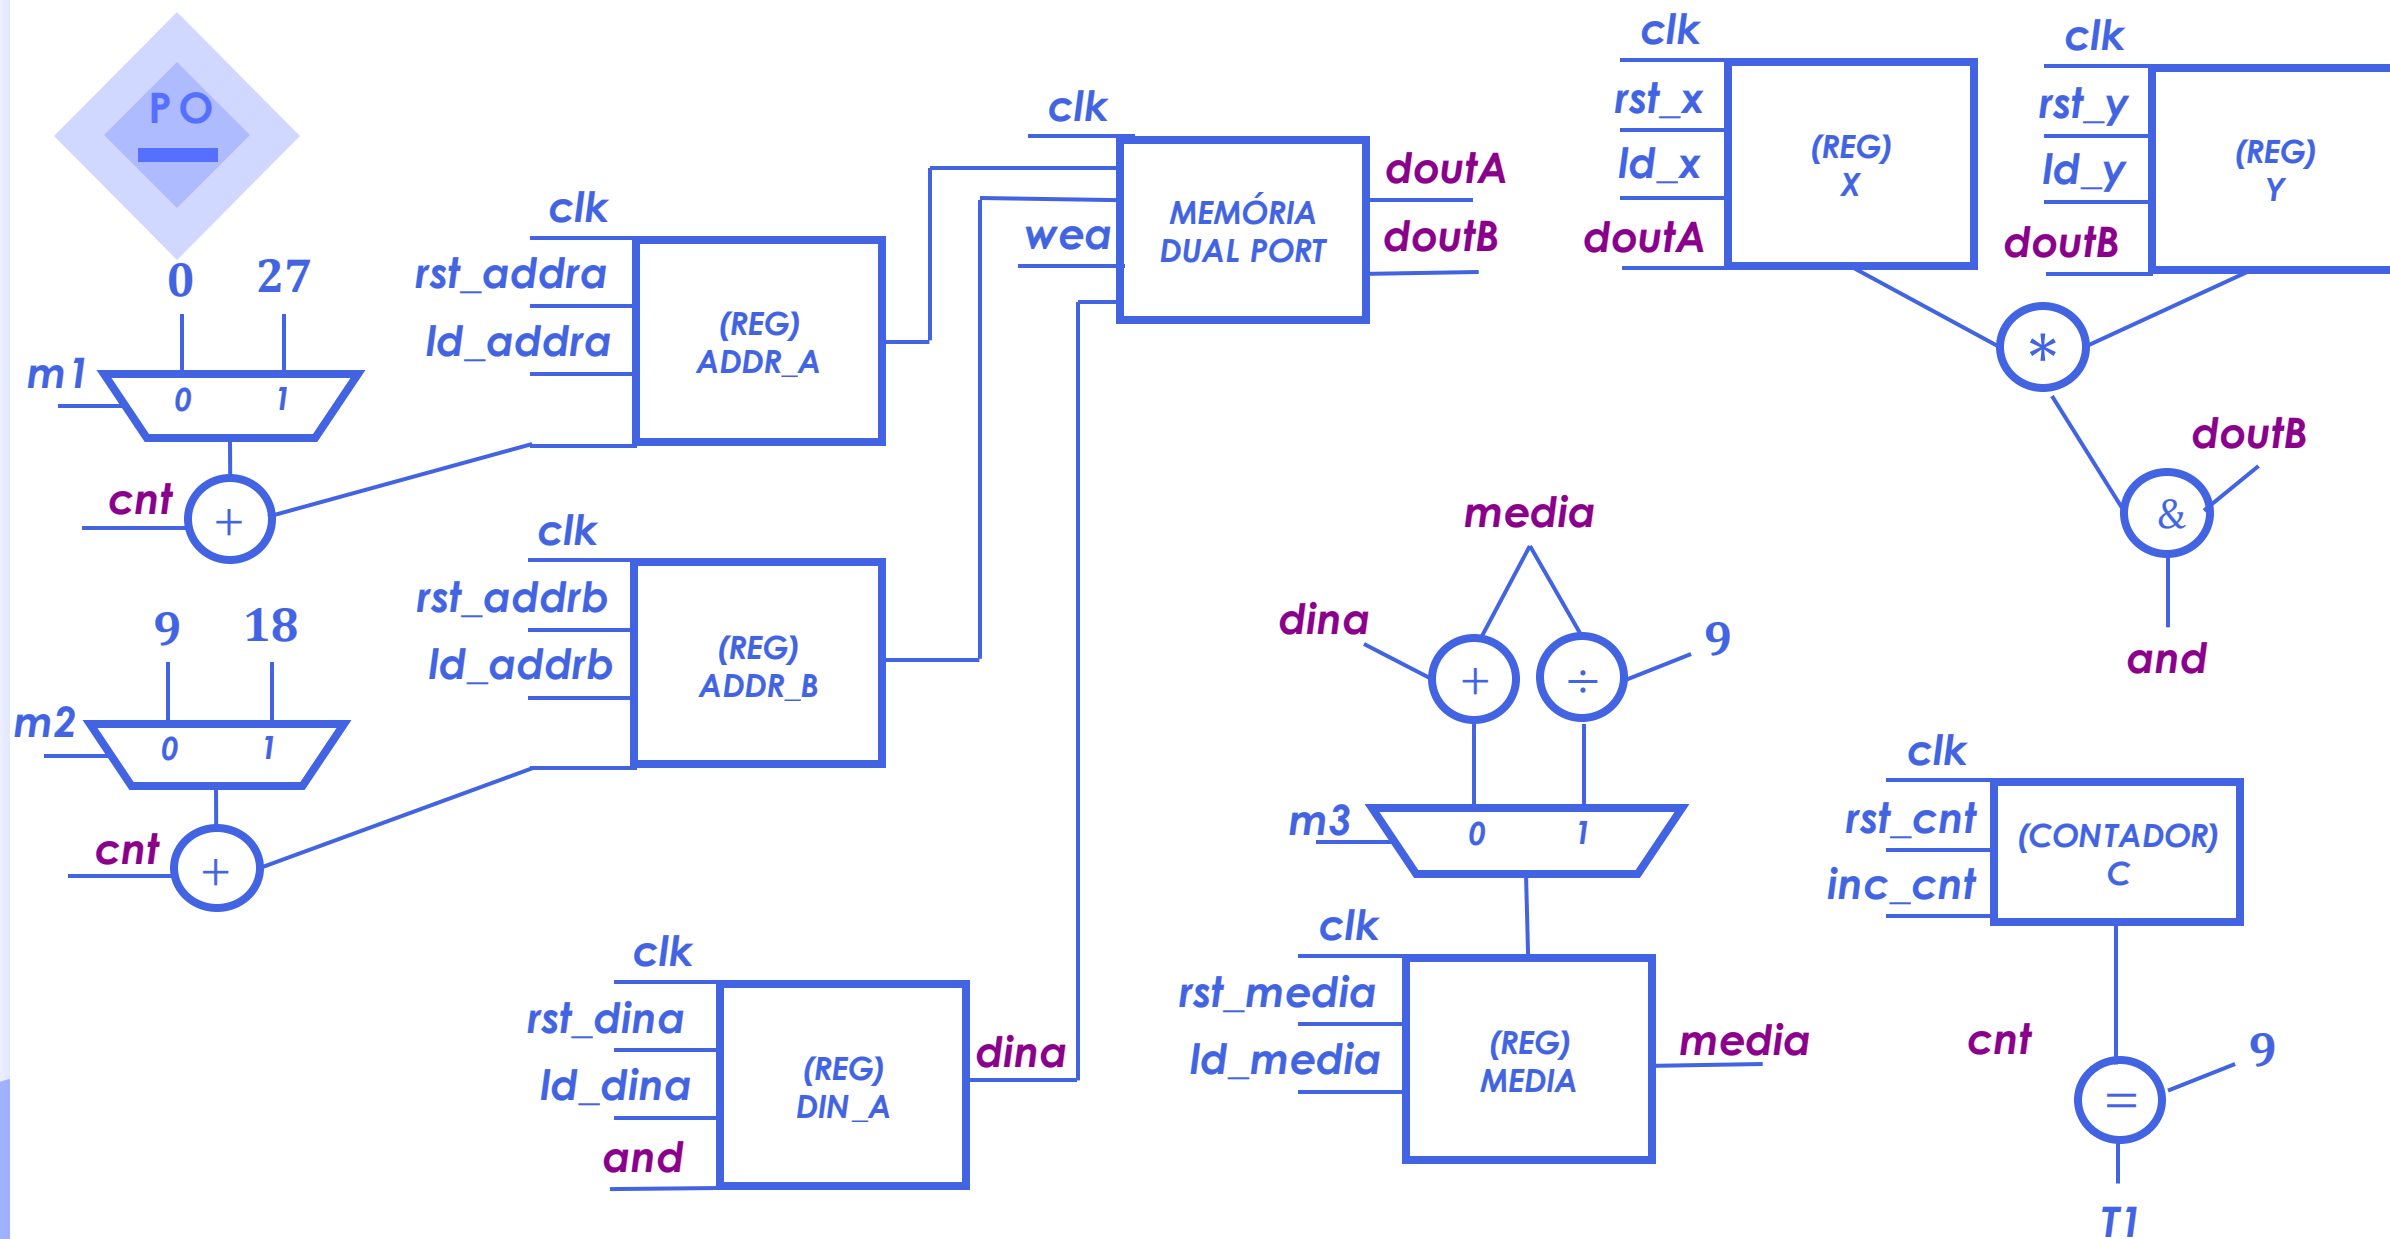 PO
0 27
m1
0 1
cnt
+
clk
rst_addra
ld_addra
(REG)
ADDR_A
9 18
m2
0 1
cnt
+
clk
rst_addrb
ld_addrb
(REG)
ADDR_B
clk
rst_dina
ld_dina
and
(REG)
DIN_A
dina
clk
wea
MEMÓRIA
DUAL PORT
doutA
doutB
clk
rst_x
ld_x
doutA
(REG)
X
clk
rst_y
ld_y
doutB
(REG)
Y
*
doutB
&
and
media
dina
+ ÷
9
m3
0 1
clk
rst_media
ld_media
(REG)
MEDIA
media
clk
rst_cnt
inc_cnt
(CONTADOR)
C
cnt
9
=
T1